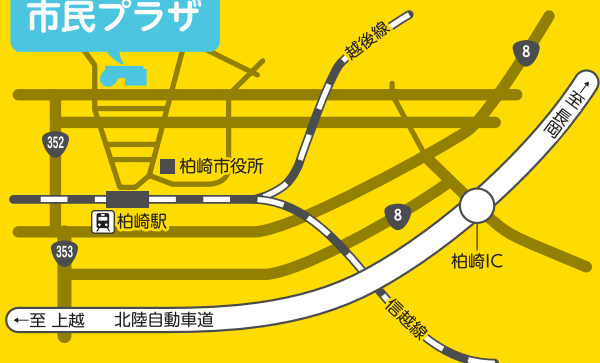 市民プラザ
越後線
8
←至 長岡
352
柏崎市役所
柏崎駅
8
353
柏崎IC
←至 上越
北陸自動車道
信越線